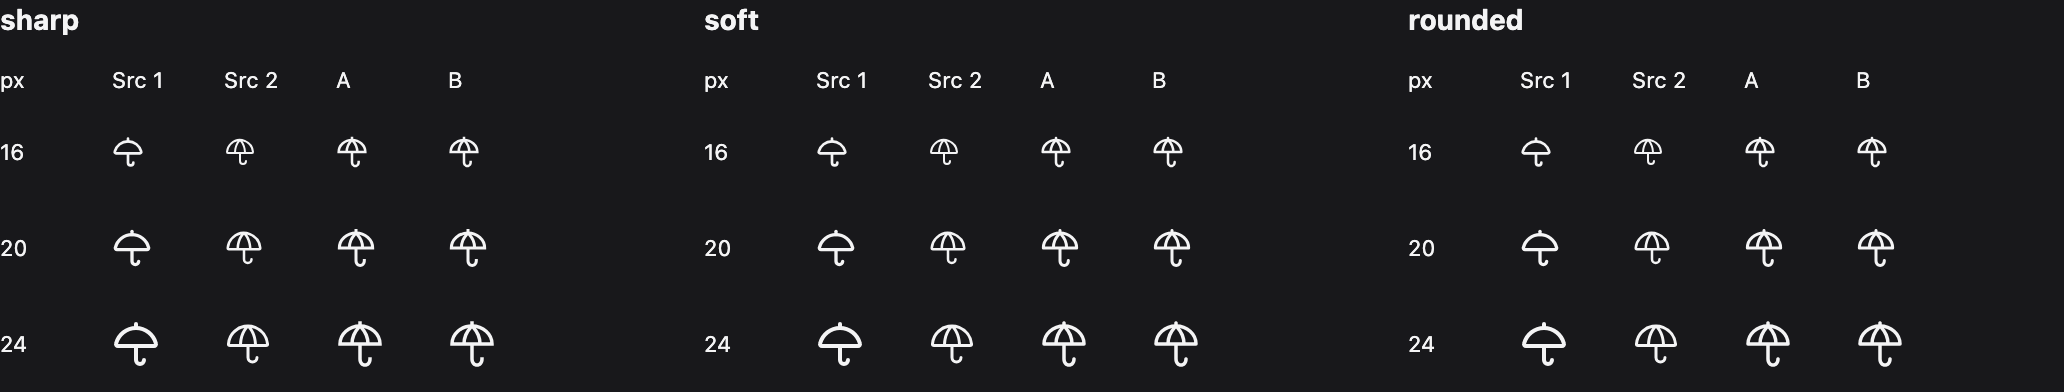 sharp soft rounded
px Src 1 Src 2 A B px Src 1 Src 2 A B px Src 1 Src 2 A B
16 16 16
20 20 20
24 24 24